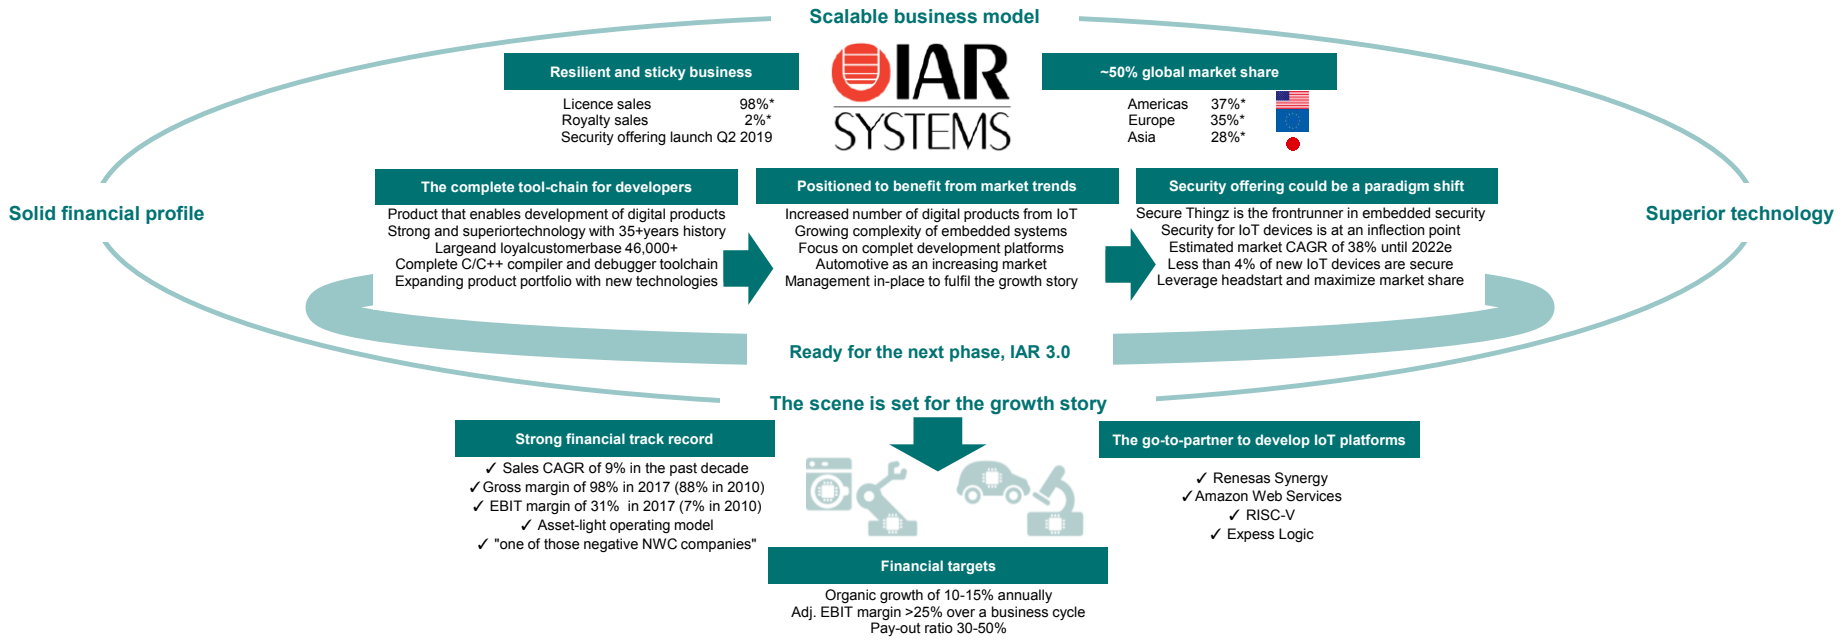 Scalable business model
Resilient and sticky business
Licence sales 98%*
Royalty sales 2%*
Security offering launch Q2 2019
IAR
SYSTEMS
~50% global market share
Americas 37%*
Europe 35%*
Asia 28%*
Solid financial profile
Superior technology
The complete tool-chain for developers
Product that enables development of digital products
Strong and superiortechnology with 35+years history
Largeand loyalcustomerbase 46,000+
Complete C/C++ compiler and debugger toolchain
Expanding product portfolio with new technologies
Positioned to benefit from market trends
Increased number of digital products from IoT
Growing complexity of embedded systems
Focus on complet development platforms
Automotive as an increasing market
Management in-place to fulfil the growth story
Security offering could be a paradigm shift
Secure Thingz is the frontrunner in embedded security
Security for IoT devices is at an inflection point
Estimated market CAGR of 38% until 2022e
Less than 4% of new IoT devices are secure
Leverage headstart and maximize market share
Ready for the next phase, IAR 3.0
The scene is set for the growth story
Strong financial track record
✓ Sales CAGR of 9% in the past decade
✓ Gross margin of 98% in 2017 (88% in 2010)
✓ EBIT margin of 31% in 2017 (7% in 2010)
✓ Asset-light operating model
✓ "one of those negative NWC companies"
The go-to-partner to develop IoT platforms
✓ Renesas Synergy
✓ Amazon Web Services
✓ RISC-V
✓ Expess Logic
Financial targets
Organic growth of 10-15% annually
Adj. EBIT margin >25% over a business cycle
Pay-out ratio 30-50%